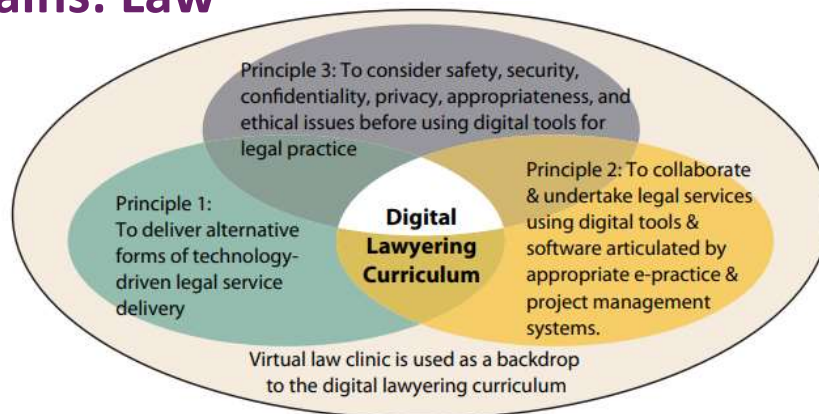 ains: Law
Principle 3: To consider safety, security,
confidentiality, privacy, appropriateness, and
ethical issues before using digital tools for
legal practice
Principle 1:
To deliver alternative
forms of technology-
driven legal service
delivery
Digital
Lawyering
Curriculum
Principle 2: To collaborate
& undertake legal services
using digital tools &
software articulated by
appropriate e-practice &
project management
systems.
Virtual law clinic is used as a backdrop
to the digital lawyering curriculum